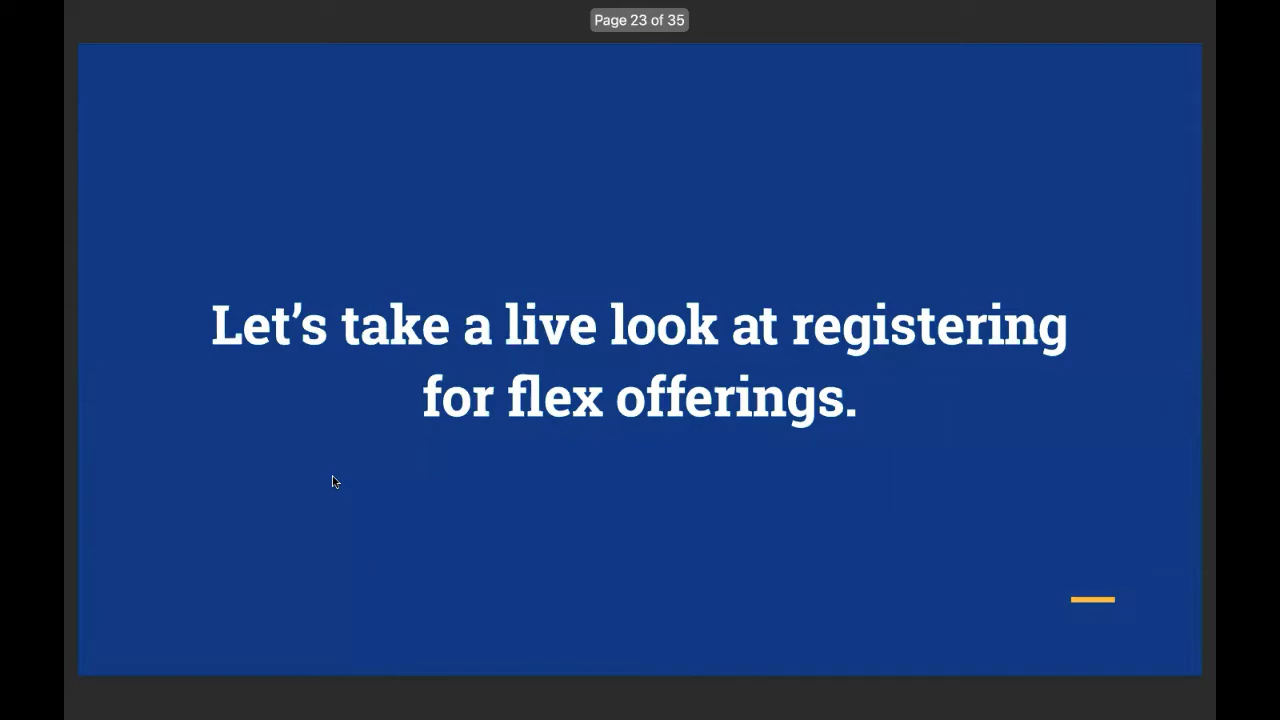 Page 23 of 35
Let’s take a live look at registering
for flex offerings.